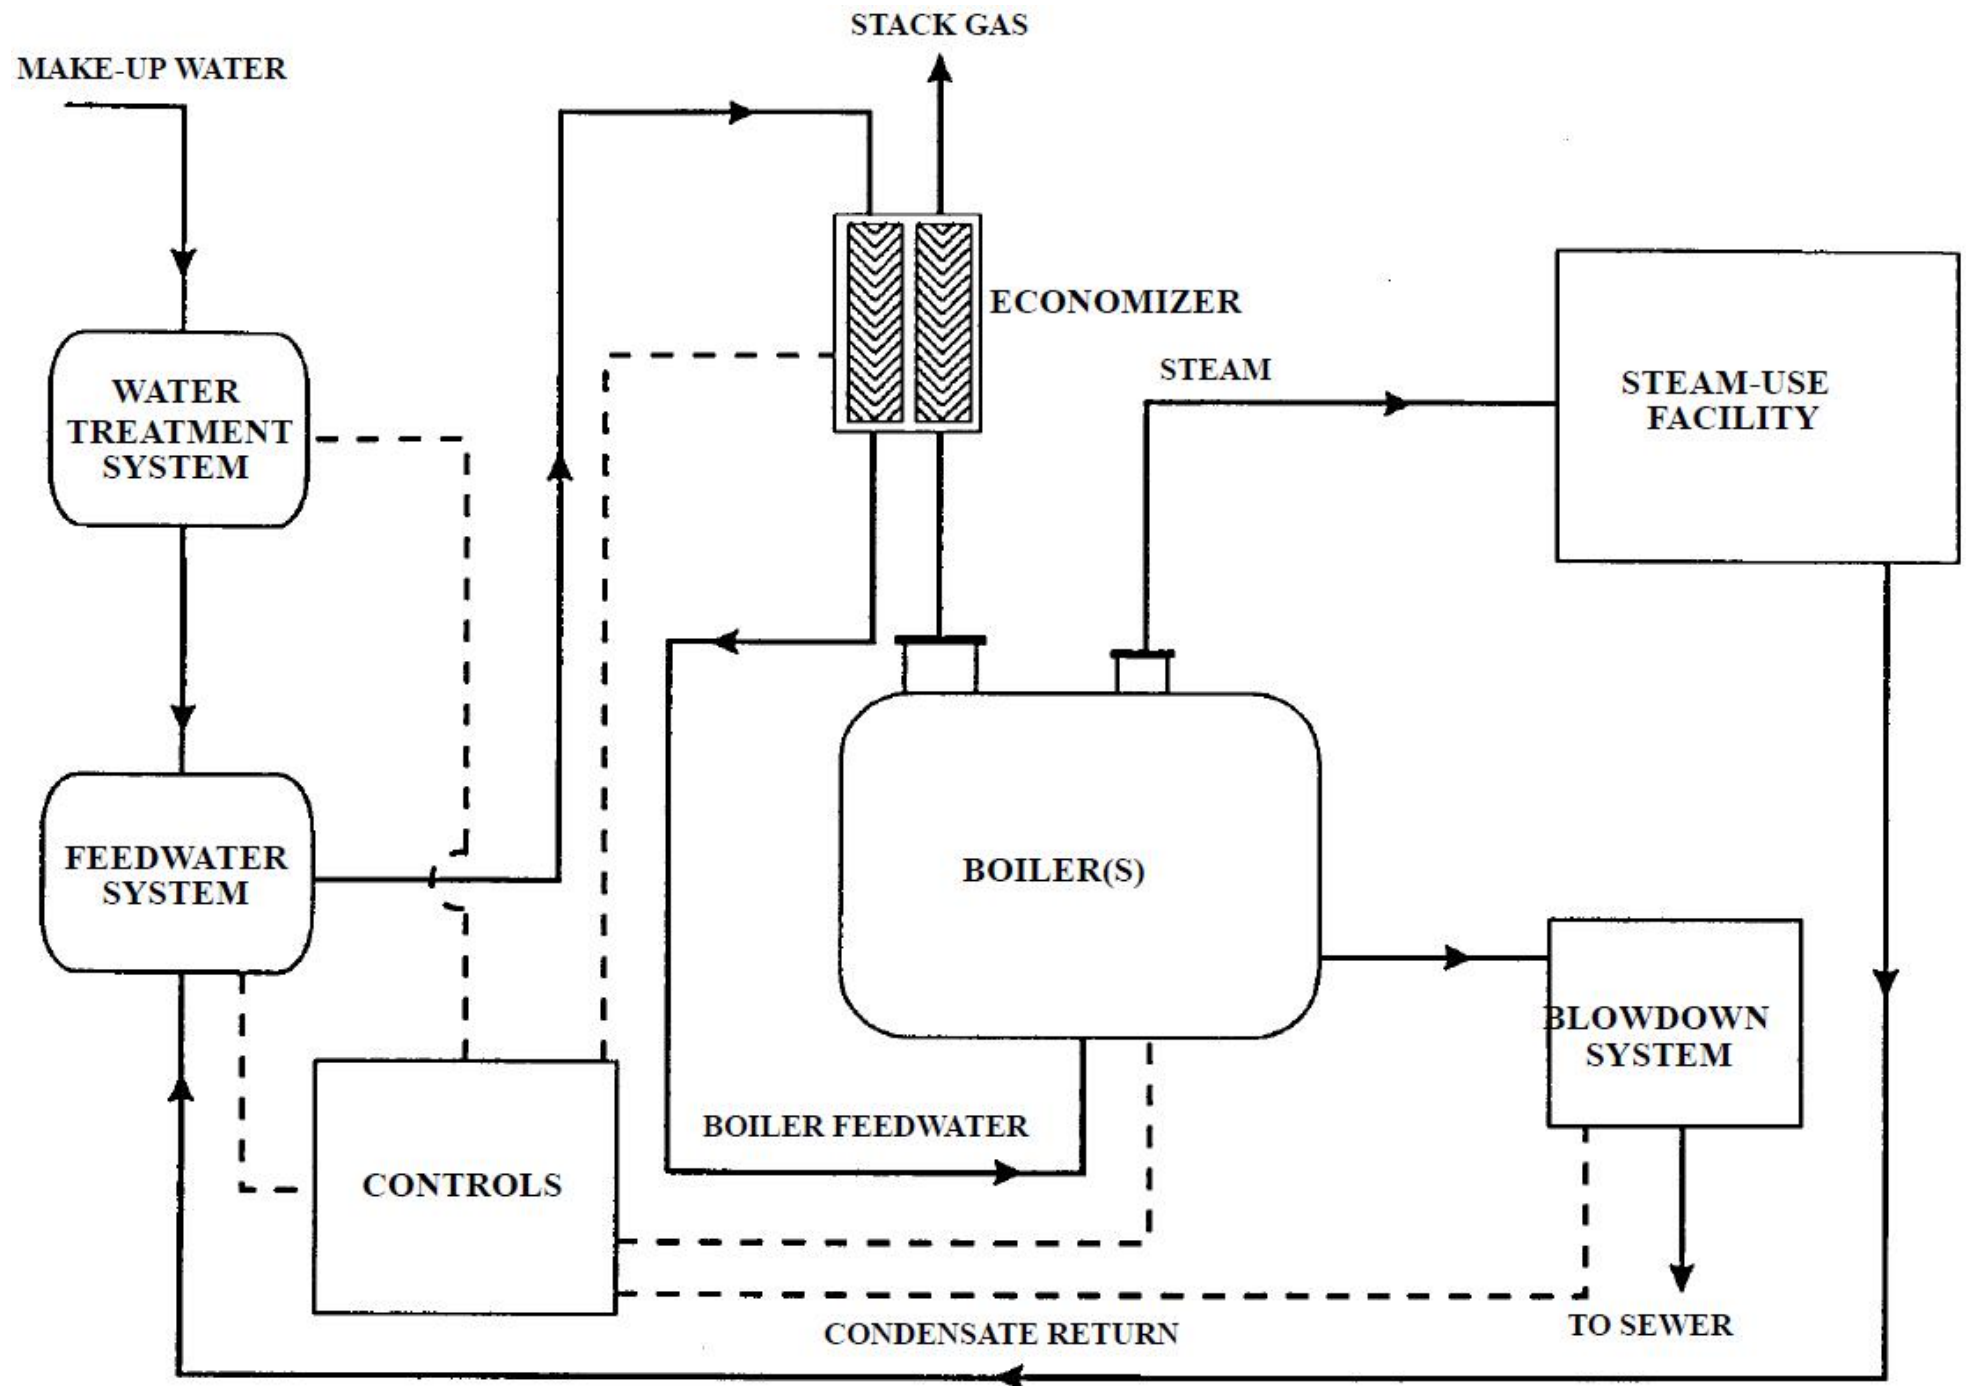 STACK GAS
MAKE-UP WATER
ECONOMIZER
STEAM
STEAM-USE
FACILITY
WATER
TREATMENT
SYSTEM
FEEDWATER
SYSTEM
BOILER(S)
BLOWDOWN
SYSTEM
BOILER FEEDWATER
CONTROLS
TO SEWER
CONDENSATE RETURN